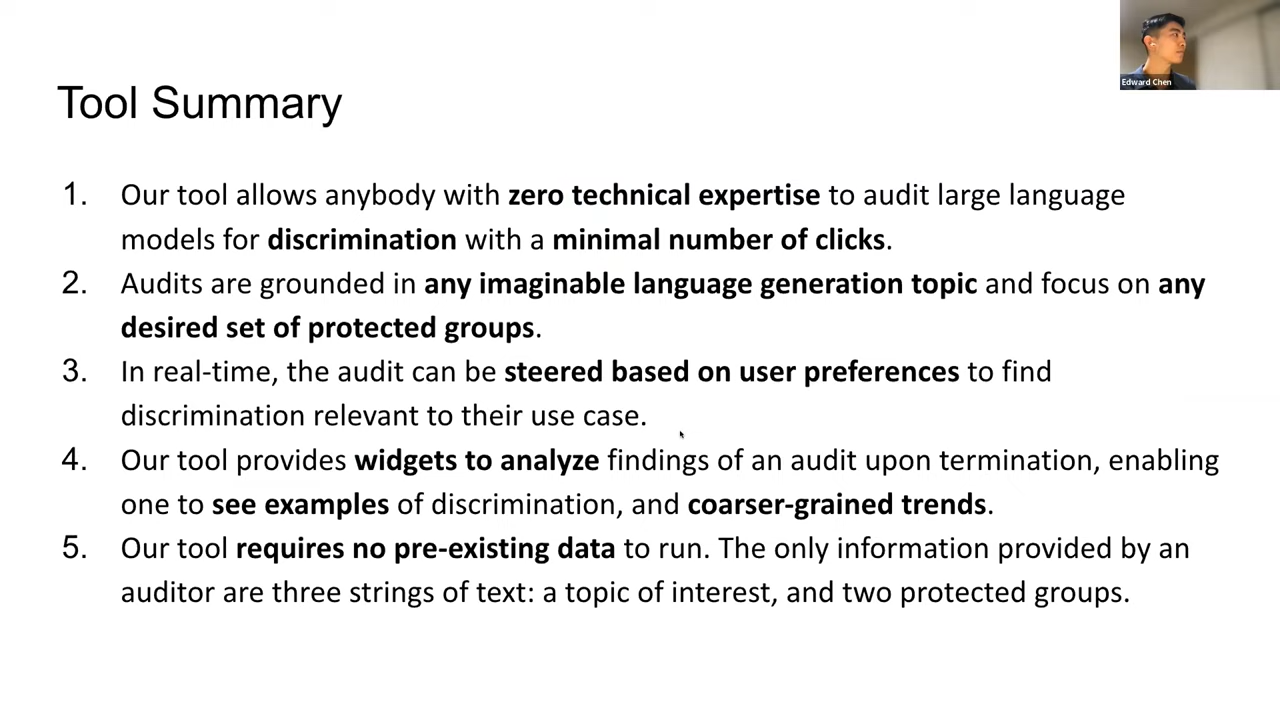 Edward Chen
Tool Summary
1. Our tool allows anybody with zero technical expertise to audit large language
models for discrimination with a minimal number of clicks.
2. Audits are grounded in any imaginable language generation topic and focus on any
desired set of protected groups.
3. In real-time, the audit can be steered based on user preferences to find
discrimination relevant to their use case.
4. Our tool provides widgets to analyze findings of an audit upon termination, enabling
one to see examples of discrimination, and coarser-grained trends.
5. Our tool requires no pre-existing data to run. The only information provided by an
auditor are three strings of text: a topic of interest, and two protected groups.